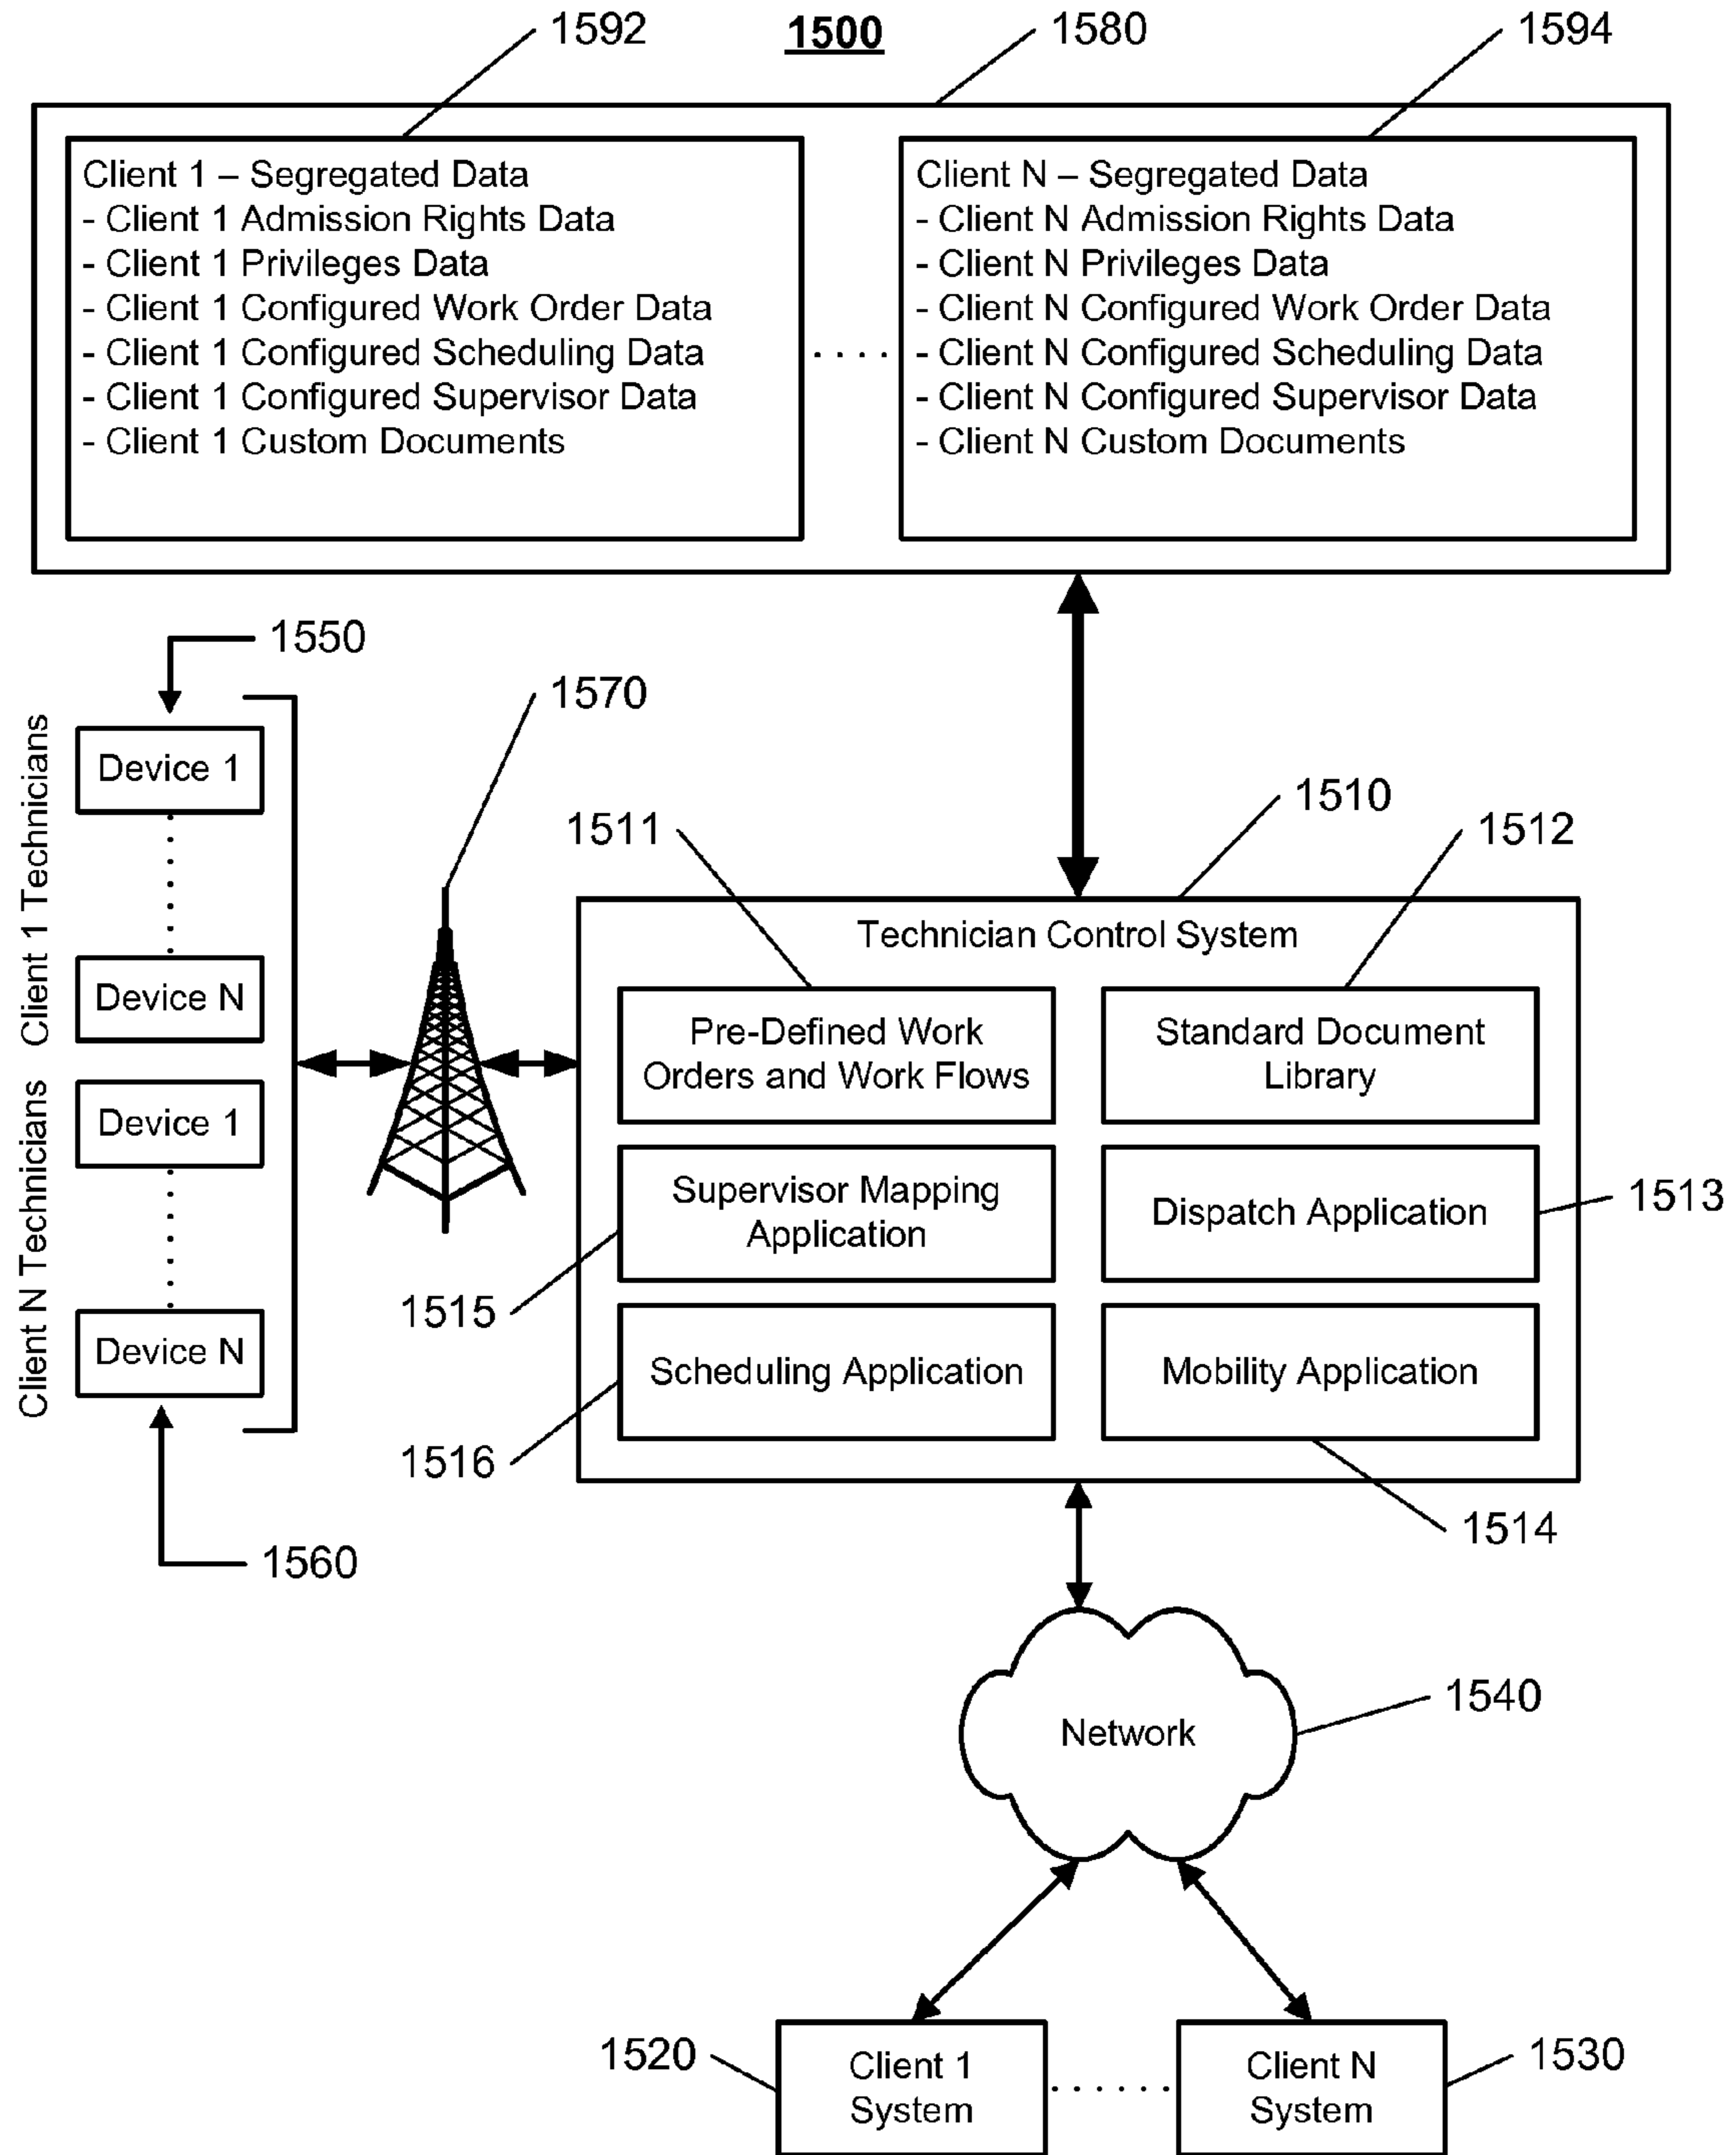 1592
1500
1580
1594
Client 1 – Segregated Data
- Client 1 Admission Rights Data
- Client 1 Privileges Data
- Client 1 Configured Work Order Data
- Client 1 Configured Scheduling Data
- Client 1 Configured Supervisor Data
- Client 1 Custom Documents
Client N – Segregated Data
- Client N Admission Rights Data
- Client N Privileges Data
- Client N Configured Work Order Data
- Client N Configured Scheduling Data
- Client N Configured Supervisor Data
- Client N Custom Documents
1550
1570
Client 1 Technicians
Device 1
Device N
Client N Technicians
Device 1
Device N
1560
1510
1511
1512
Technician Control System
Pre-Defined Work
Orders and Work Flows
Standard Document
Library
Supervisor Mapping
Application
Dispatch Application
1513
1515
Scheduling Application
Mobility Application
1516
1514
Network
1540
1520
Client 1
System
Client N
System
1530